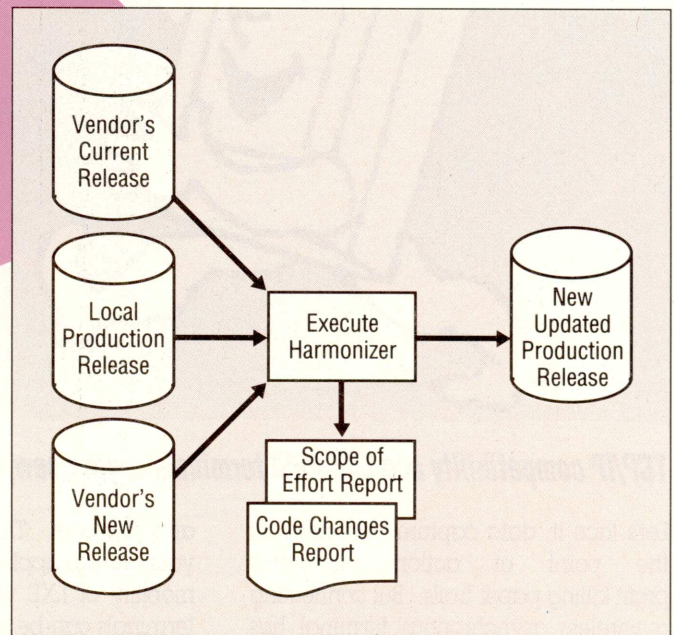 Vendor's
Current
Release
Local
Production
Release
Vendor's
New
Release
Execute
Harmonizer
New
Updated
Production
Release
Scope of
Effort Report
Code Changes
Report